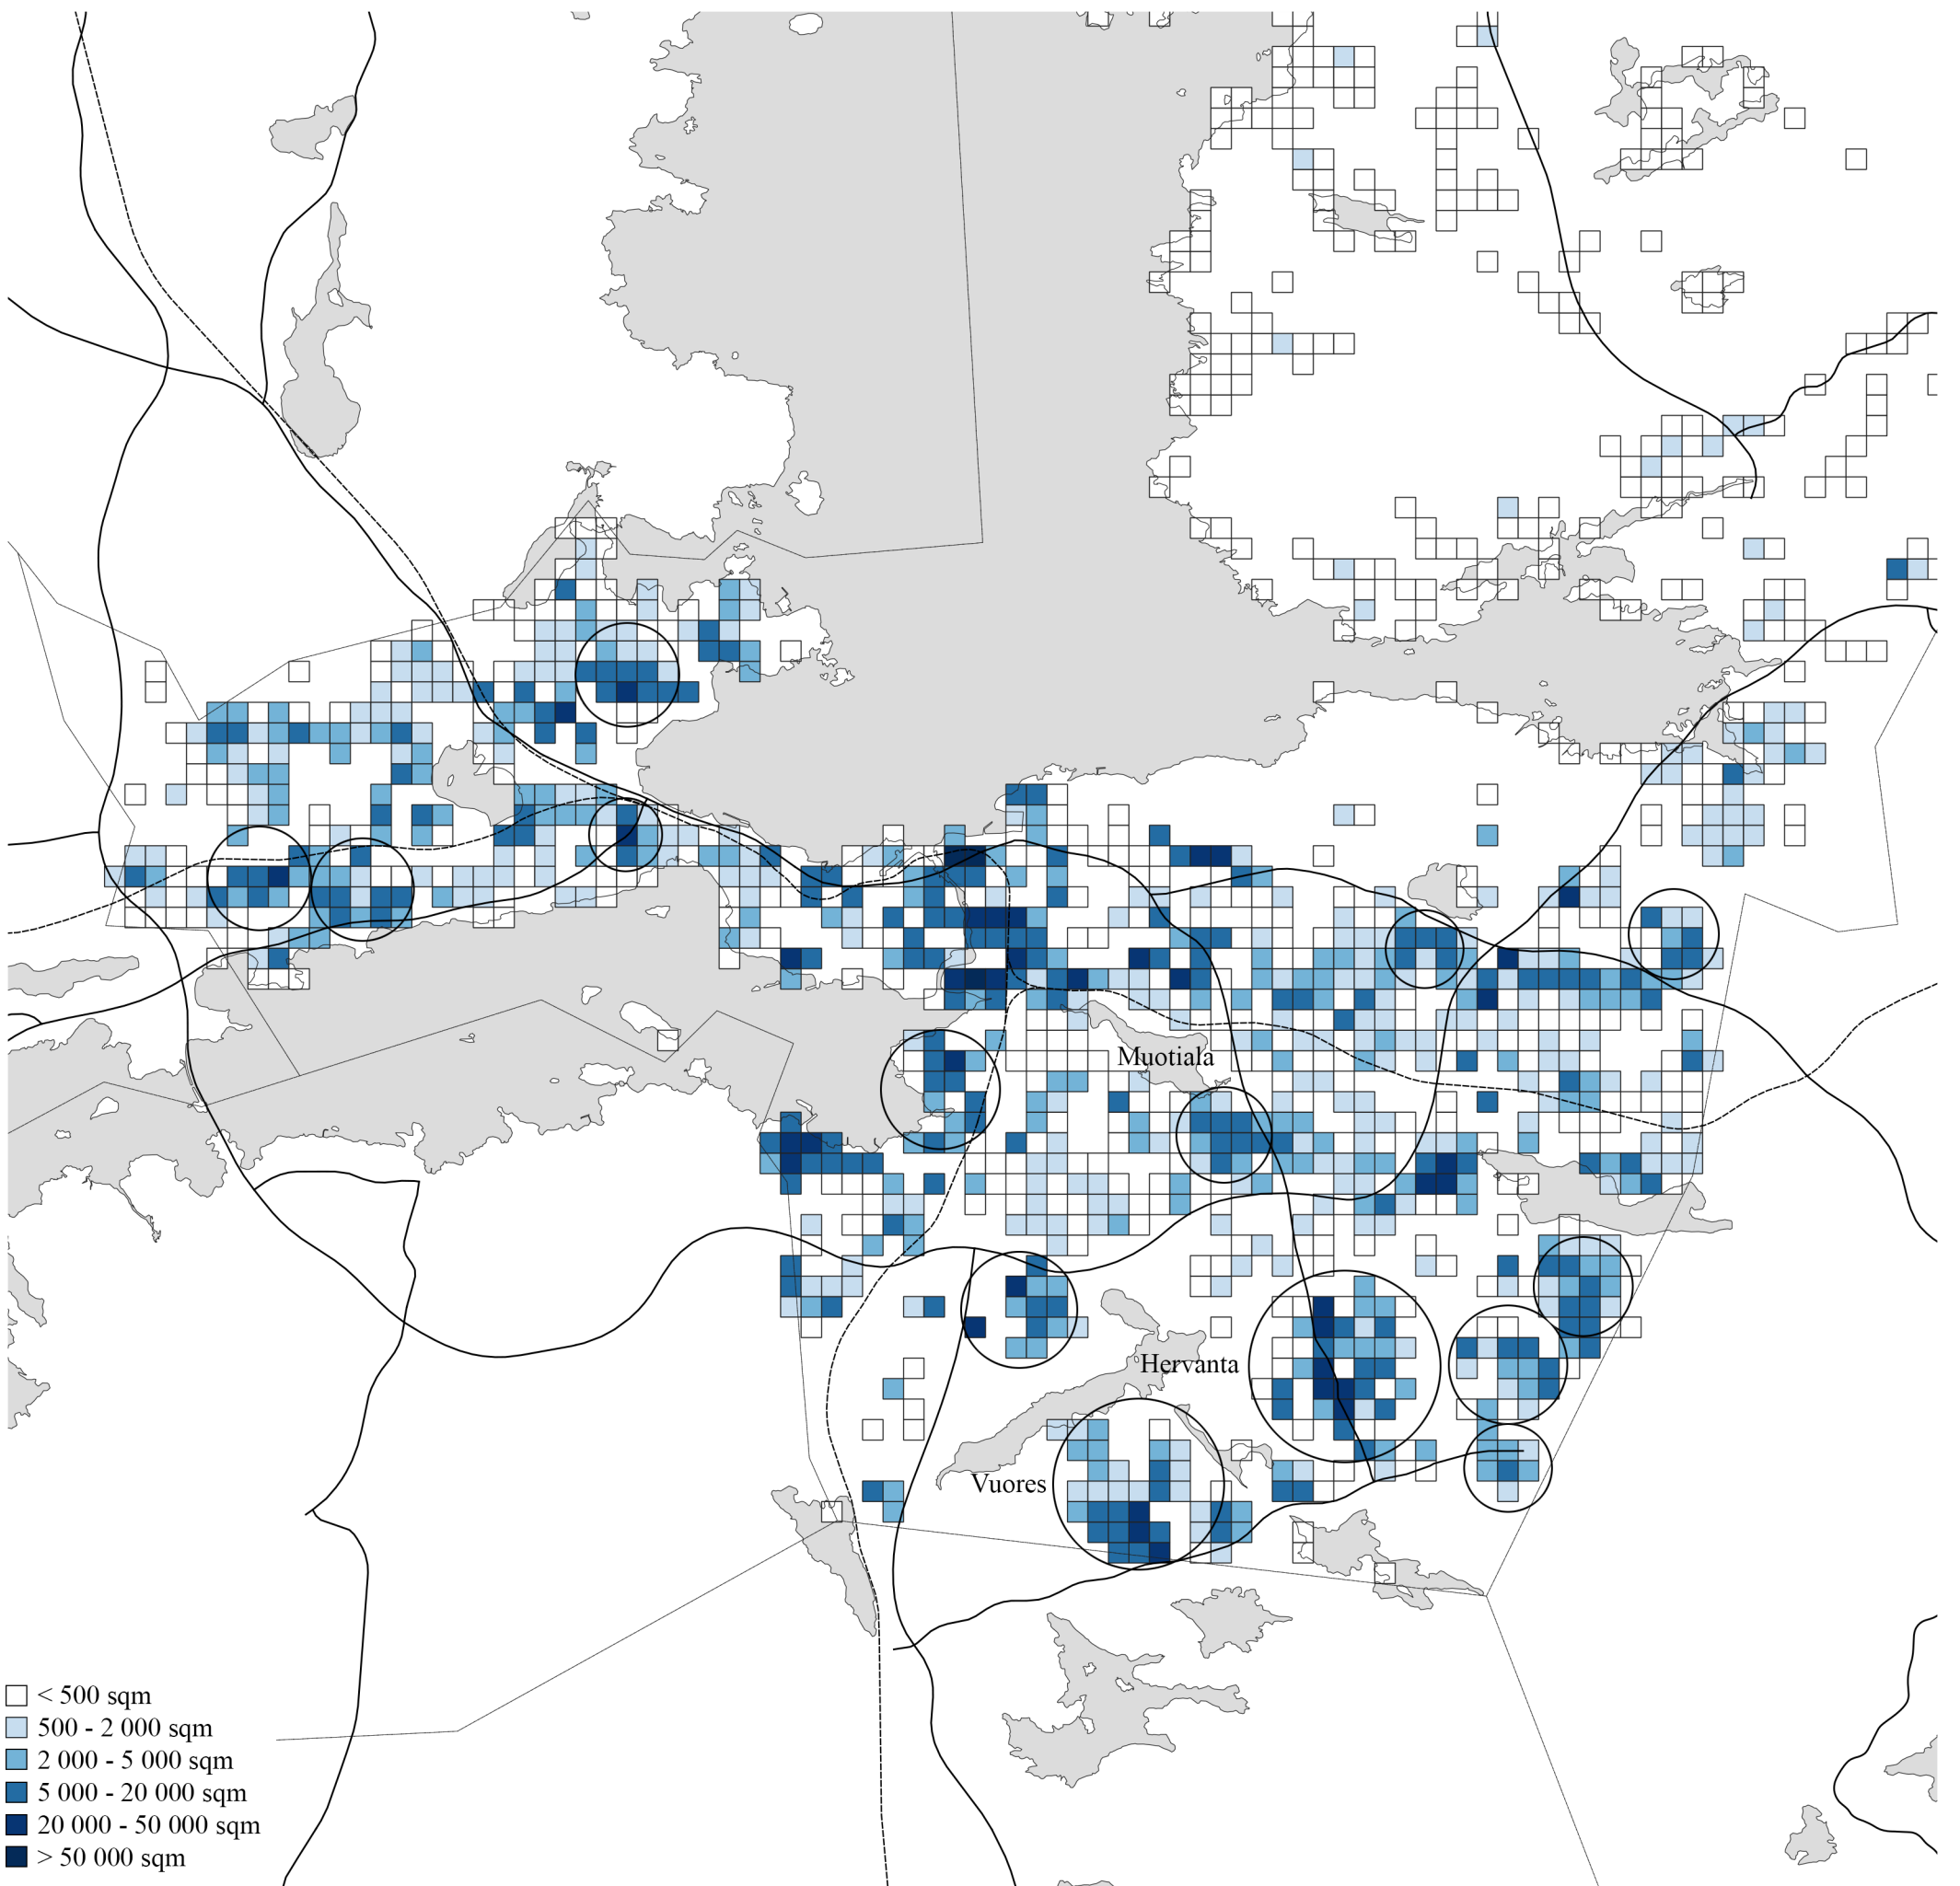 Muotiala
Hervanta
Vuores
< 500 sqm
500 - 2 000 sqm
2 000 - 5 000 sqm
5 000 - 20 000 sqm
20 000 - 50 000 sqm
> 50 000 sqm